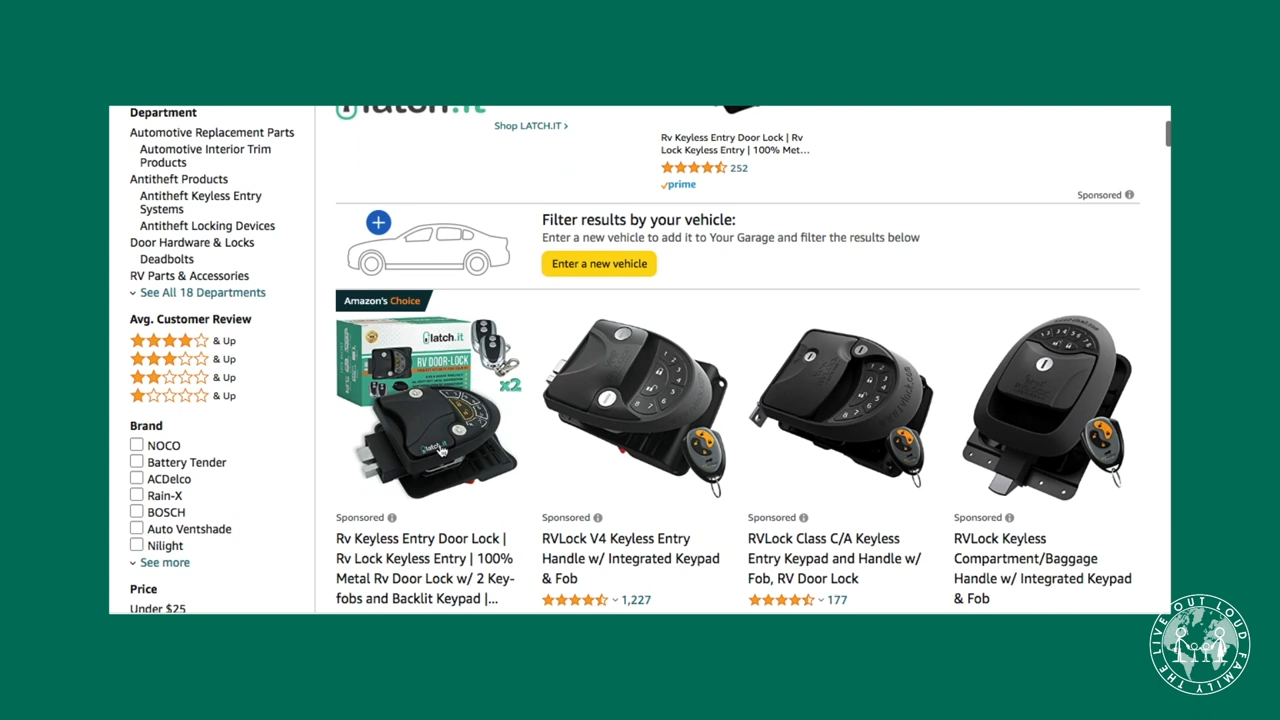 Department
Automotive Replacement Parts
Automotive Interior Trim
Products
Antitheft Products
Antitheft Keyless Entry
Systems
Antitheft Locking Devices
Door Hardware & Locks
Deadbolts
RV Parts & Accessories
See All 18 Departments
Avg. Customer Review
& Up
& Up
& Up
& Up
Brand
NOCO
Battery Tender
ACDelco
Rain-X
BOSCH
Auto Ventshade
Nilight
See more
Price
Under $25
latch.it
Shop LATCH.IT ›
Rv Keyless Entry Door Lock | Rv
Lock Keyless Entry | 100% Met...
252
prime
Sponsored
Filter results by your vehicle:
Enter a new vehicle to add it to Your Garage and filter the results below
Enter a new vehicle
Amazon's Choice
latch.it
RV DOOR-LOCK
x2
latch.it
Sponsored
Rv Keyless Entry Door Lock |
Rv Lock Keyless Entry | 100%
Metal Rv Door Lock w/ 2 Key-
fobs and Backlit Keypad |...
Sponsored
RVLock V4 Keyless Entry
Handle w/ Integrated Keypad
& Fob
1,227
Sponsored
RVLock Class C/A Keyless
Entry Keypad and Handle w/
Fob, RV Door Lock
177
Sponsored
RVLock Keyless
Compartment/Baggage
Handle w/ Integrated Keypad
& Fob
THE LIVE OUT LOUD FAMILY